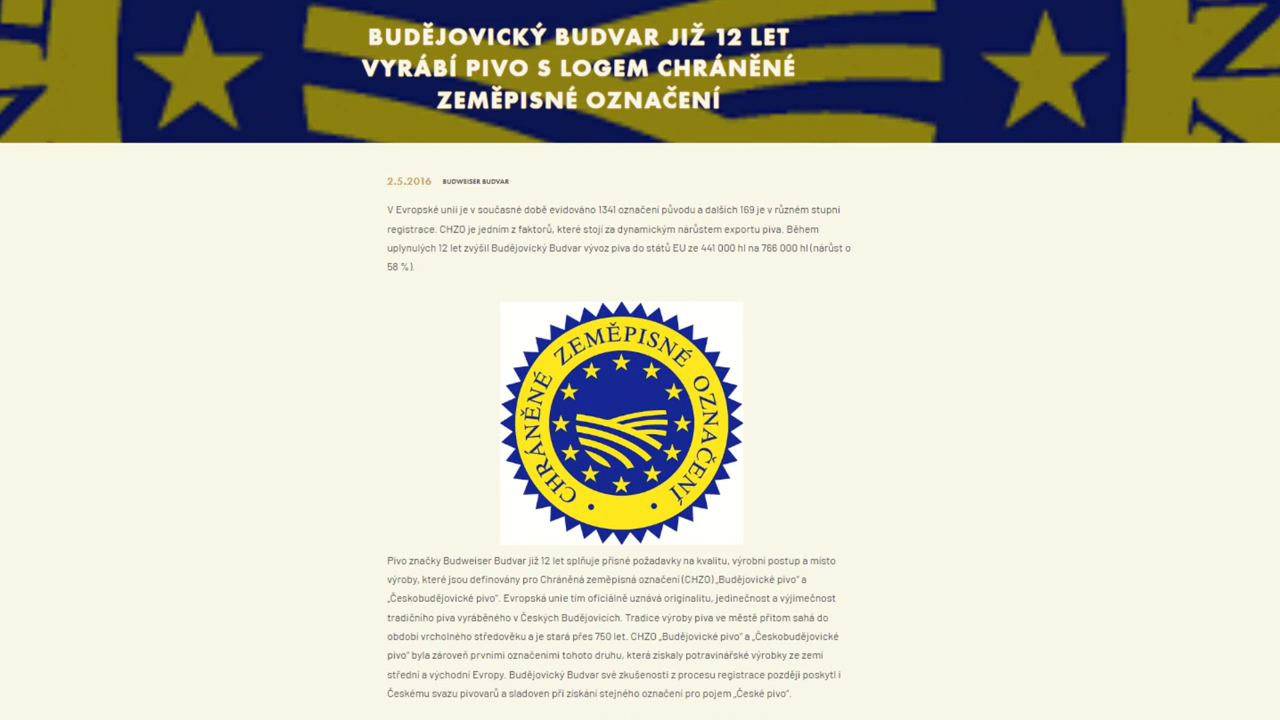 BUDĚJOVICKÝ BUDVAR JIŽ 12 LET
VYRÁBÍ PIVO S LOGEM CHRÁNĚNÉ
ZEMĚPISNÉ OZNAČENÍ
2.5.2016 BUDWEISER BUDVAR
V Evropské unii je v současné době evidováno 1341 označení původu a dalších 169 je v různém stupni
registrace. CHZO je jedním z faktorů, které stojí za dynamickým nárůstem exportu piva. Během
uplynulých 12 let zvýšil Budějovický Budvar vývoz piva do států EU ze 441 000 hl na 766 000 hl (nárůst o
58 %).
CHRÁNĚNÉ ZEMĚPISNÉ OZNAČENÍ
Pivo značky Budweiser Budvar již 12 let splňuje přísné požadavky na kvalitu, výrobní postup a místo
výroby, které jsou definovány pro Chráněná zeměpisná označení (CHZO) „Budějovické pivo“ a
„Českobudějovické pivo“. Evropská unie tím oficiálně uznává originalitu, jedinečnost a výjimečnost
tradičního piva vyráběného v Českých Budějovicích. Tradice výroby piva ve městě přitom sahá do
období vrcholného středověku a je stará přes 750 let. CHZO „Budějovické pivo“ a „Českobudějovické
pivo“ byla zároveň prvními označeními tohoto druhu, která získaly potravinářské výrobky ze zemí
střední a východní Evropy. Budějovický Budvar své zkušenosti z procesu registrace později poskytl i
Českému svazu pivovarů a sladoven při získání stejného označení pro pojem „České pivo“.